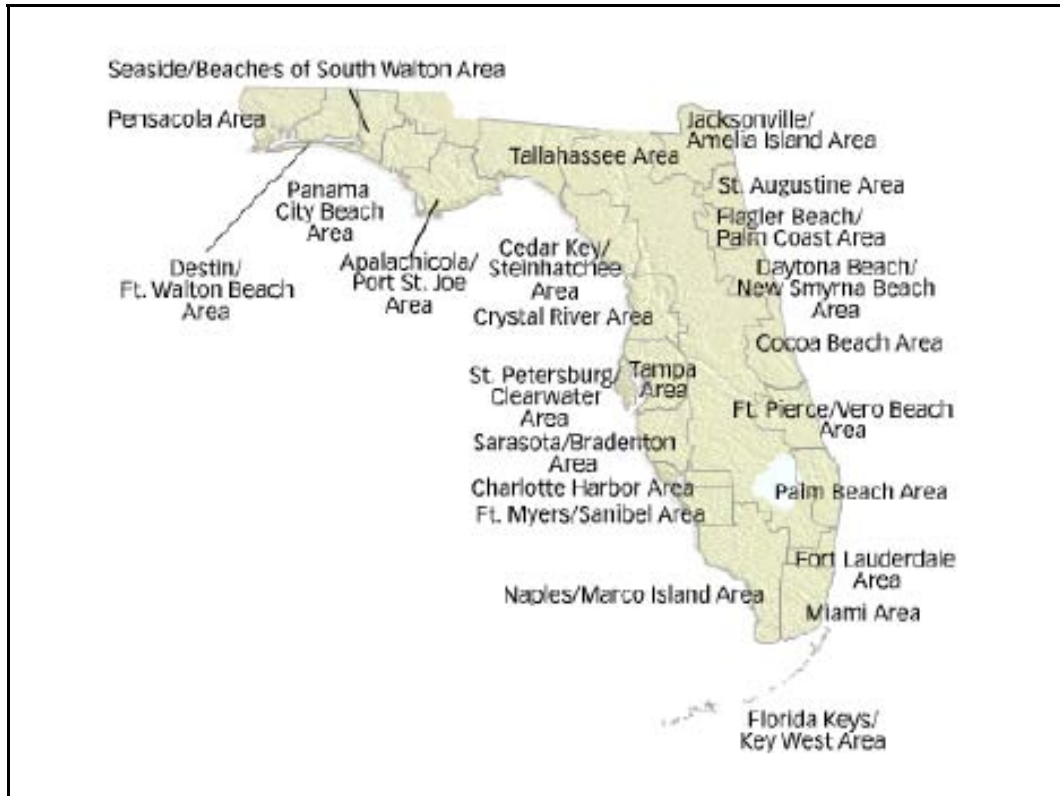 Seaside/Beaches of South Walton Area
Pensacola Area
Jacksonville/
Amelia Island Area
Tallahassee Area
St. Augustine Area
Panama
City Beach
Area
Flagler Beach/
Palm Coast Area
Destin/
Ft. Walton Beach
Area
Apalachicola/
Port St. Joe
Area
Cedar Key/
Steinhatchee
Area
Daytona Beach/
New Smyrna Beach
Area
Crystal River Area
Cocoa Beach Area
St. Petersburg/
Clearwater
Area
Tampa
Area
Ft. Pierce/Vero Beach
Area
Sarasota/Bradenton
Area
Charlotte Harbor Area
Palm Beach Area
Ft. Myers/Sanibel Area
Fort Lauderdale
Area
Naples/Marco Island Area
Miami Area
Florida Keys/
Key West Area